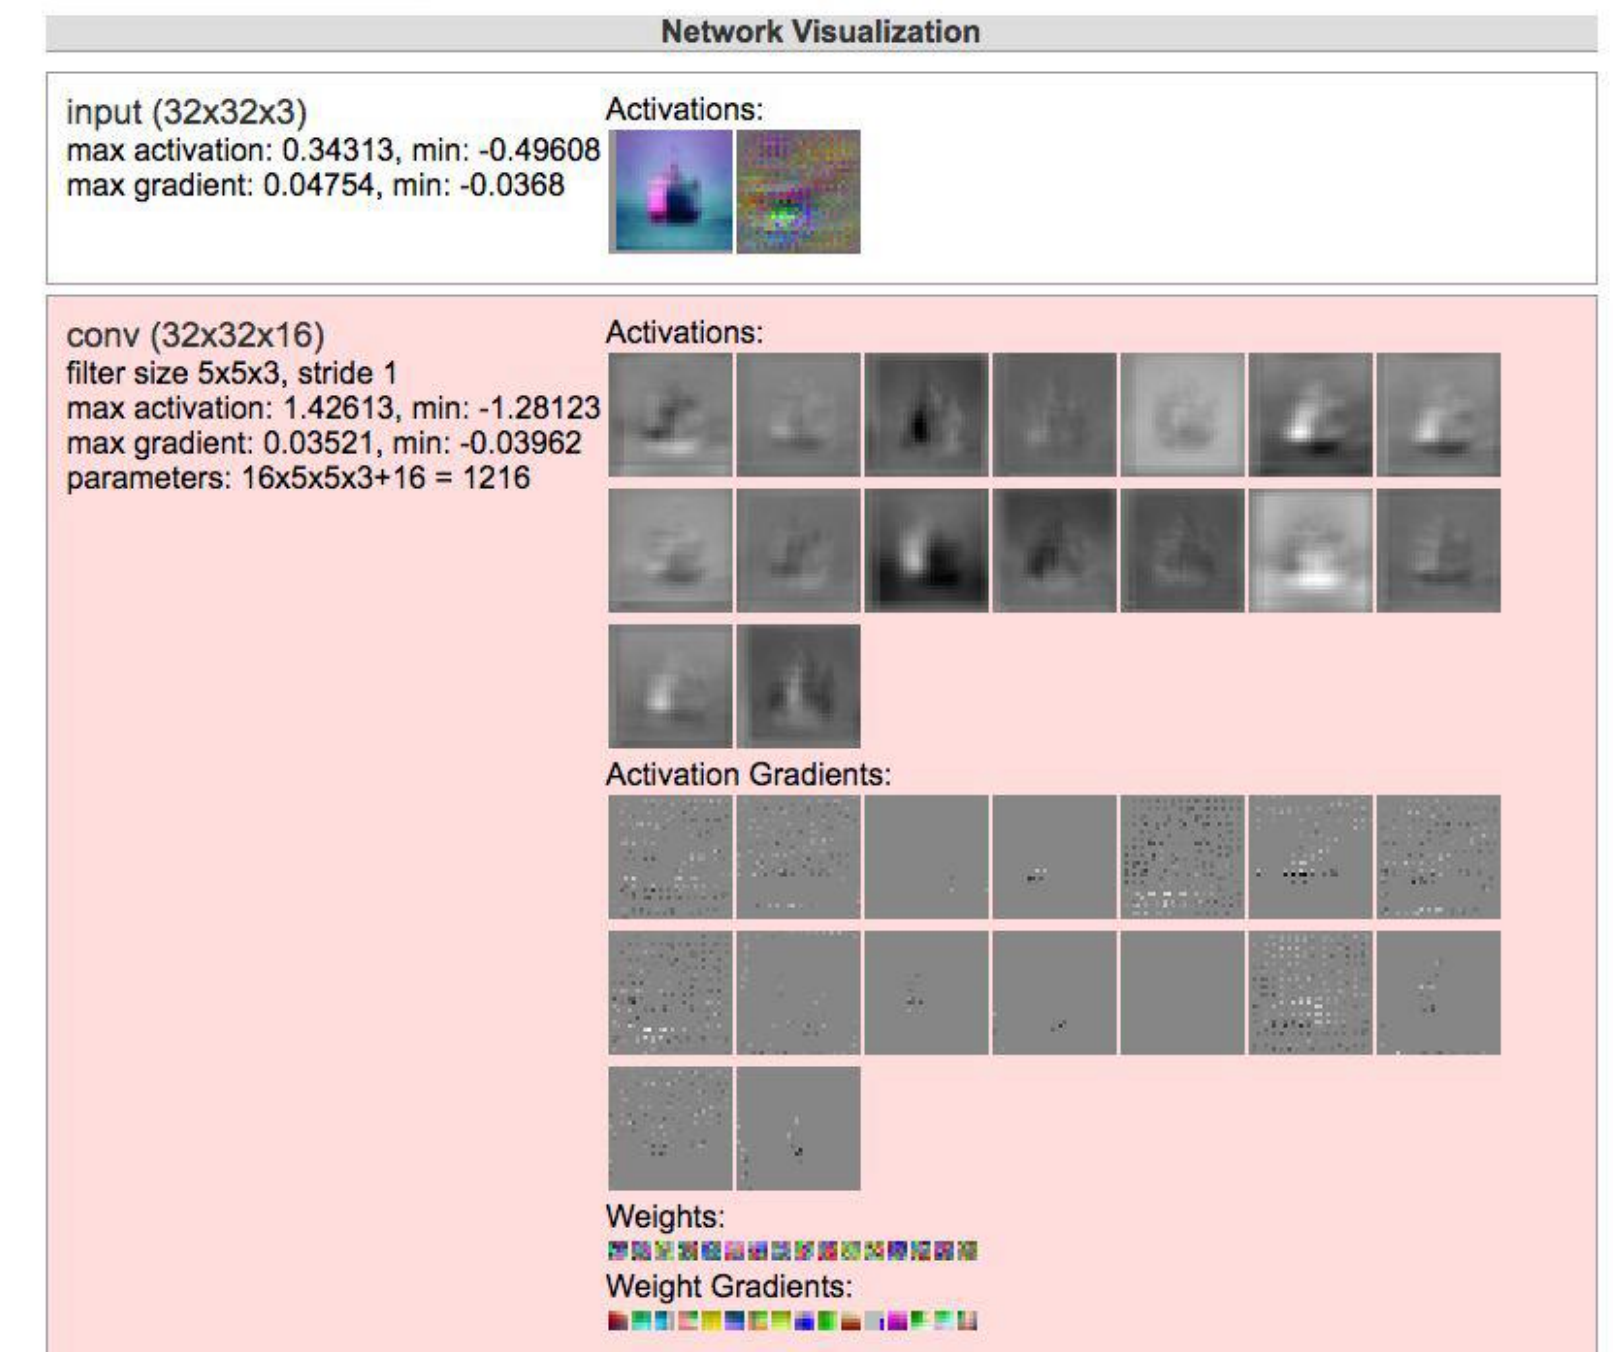 Network Visualization
input (32x32x3)
max activation: 0.34313, min: -0.49608
max gradient: 0.04754, min: -0.0368
Activations:
conv (32x32x16)
filter size 5x5x3, stride 1
max activation: 1.42613, min: -1.28123
max gradient: 0.03521, min: -0.03962
parameters: 16x5x5x3+16 = 1216
Activations:
Activation Gradients:
Weights:
Weight Gradients: